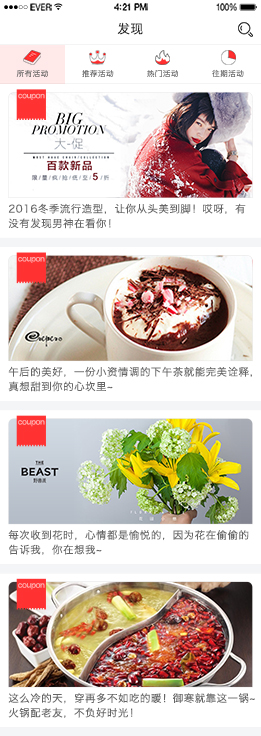 EVER 4:21 PM 100%
发现
所有活动 推荐活动 热门活动 往期活动
coupon
BIG
PROMOTION
大-促
MOST HOUR CHAIN/COLLECTION
百款新品
限/量/疯/抢/低/至/5/折
2016冬季流行造型，让你从头美到脚！哎呀，有
没有发现男神在看你！
coupon
午后的美好，一份小资情调的下午茶就能完美诠释，
真想甜到你的心坎里~
coupon
THE
BEAST
野兽派
每次收到花时，心情都是愉悦的，因为花在偷偷的
告诉我，你在想我~
coupon
这么冷的天，穿再多不如吃的暖！御寒就靠这一锅~
火锅配老友，不负好时光！